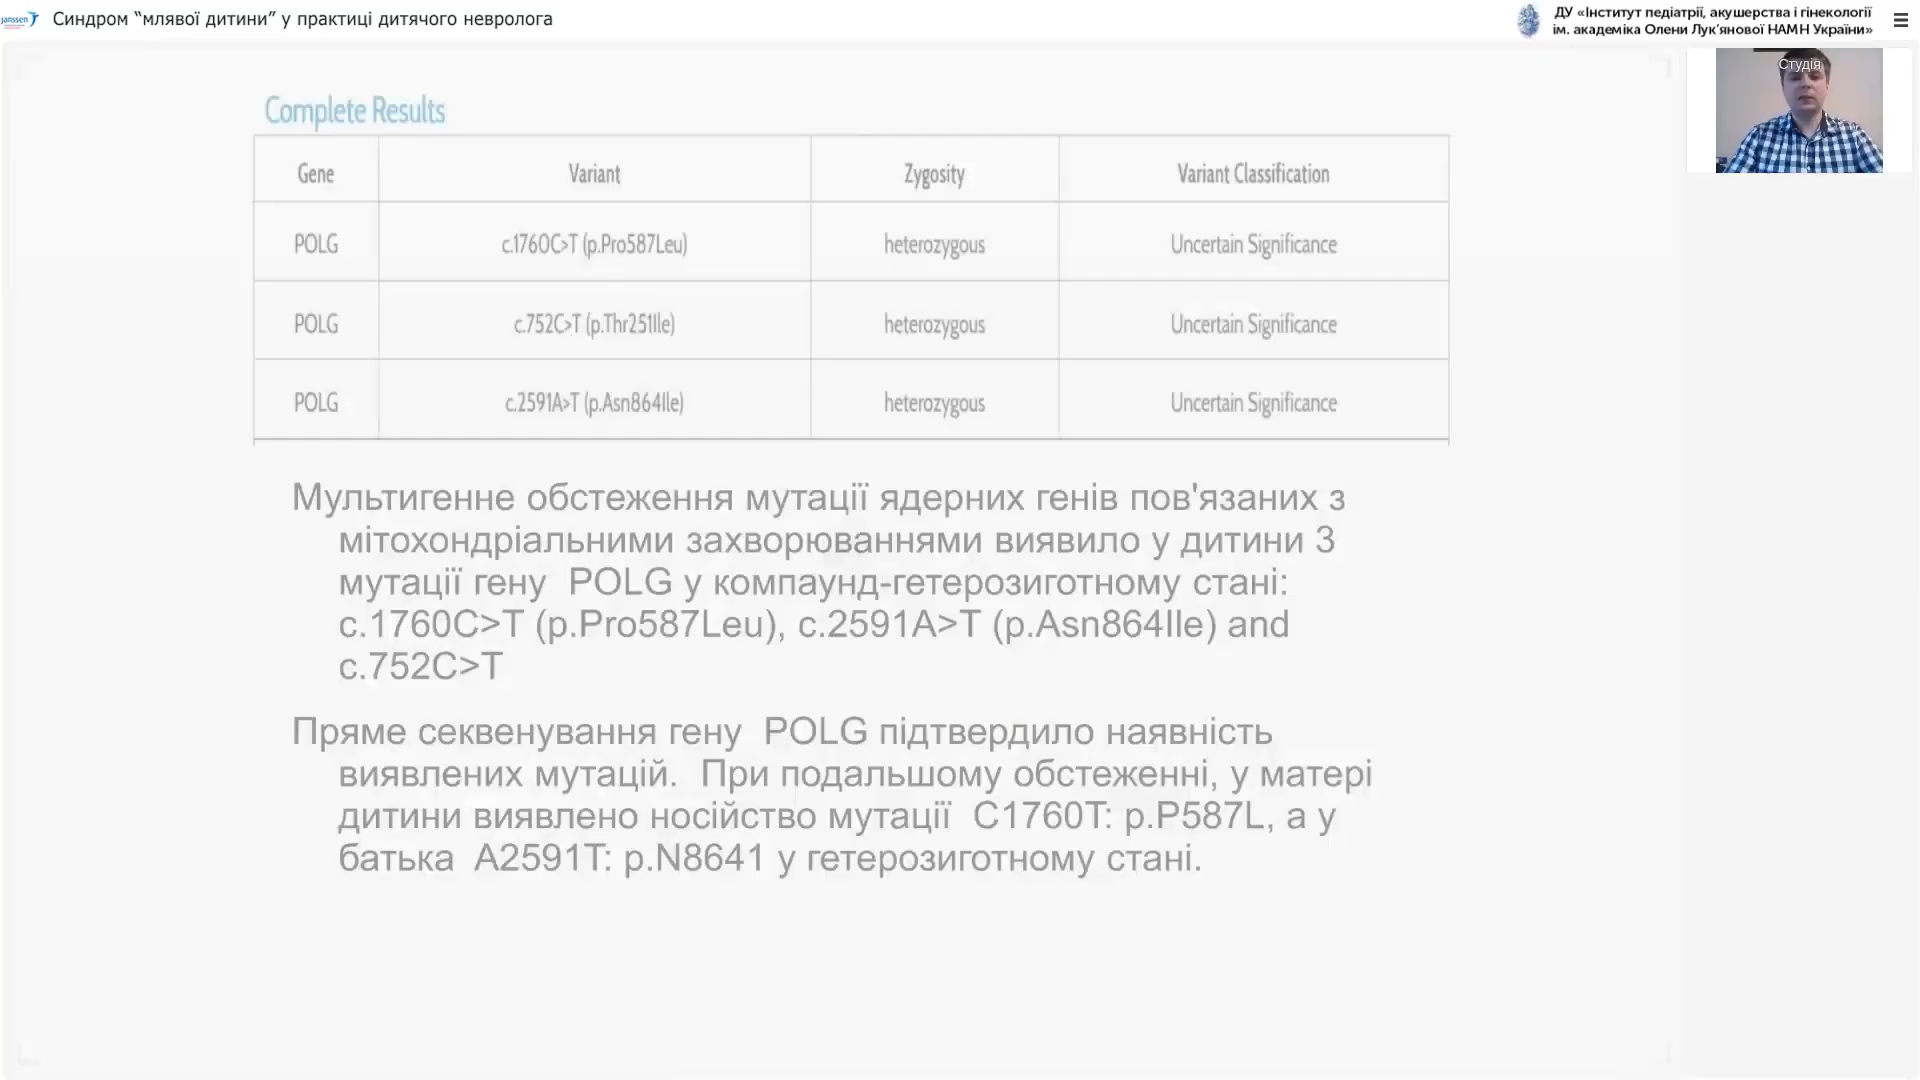 janssen
Синдром “млявої дитини” у практиці дитячого невролога
ДУ «Інститут педіатрії, акушерства і гінекології
ім. академіка Олени Лук’янової НАМН України»
Студія
Complete Results
Gene Variant Zygosity Variant Classification
POLG c.1760C>T (p.Pro587Leu) heterozygous Uncertain Significance
POLG c.752C>T (p.Thr251Ile) heterozygous Uncertain Significance
POLG c.2591A>T (p.Asn864Ile) heterozygous Uncertain Significance
Мультигенне обстеження мутації ядерних генів пов'язаних з
мітохондріальними захворюваннями виявило у дитини 3
мутації гену POLG у компаунд-гетерозиготному стані:
c.1760C>T (p.Pro587Leu), c.2591A>T (p.Asn864Ile) and
c.752C>T
Пряме секвенування гену POLG підтвердило наявність
виявлених мутацій. При подальшому обстеженні, у матері
дитини виявлено носійство мутації C1760T: p.P587L, а у
батька A2591T: p.N8641 у гетерозиготному стані.